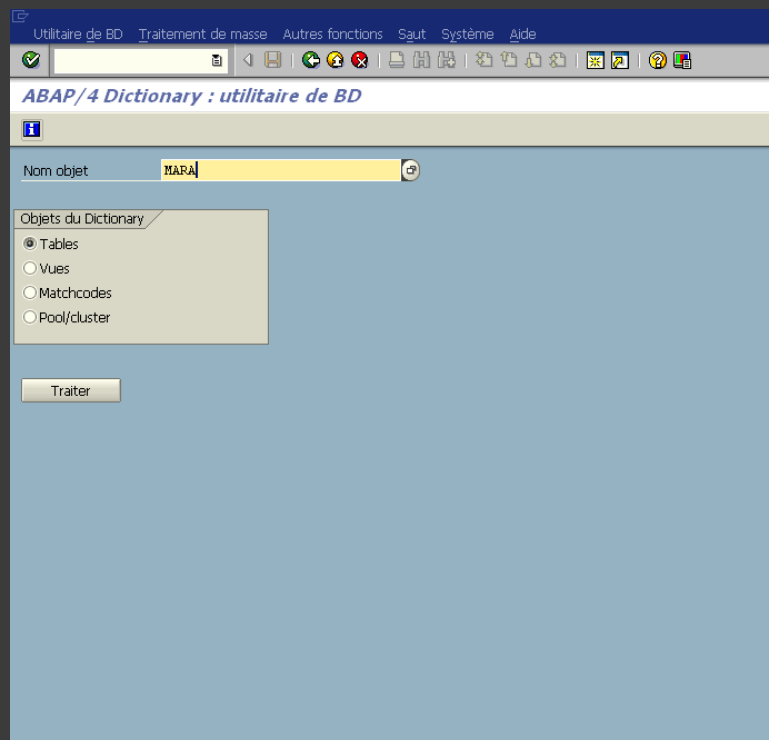 Utilitaire de BD Traitement de masse Autres fonctions Saut Système Aide
ABAP/4 Dictionary : utilitaire de BD
Nom objet MARA
Objets du Dictionary
Tables
Vues
Matchcodes
Pool/cluster
Traiter